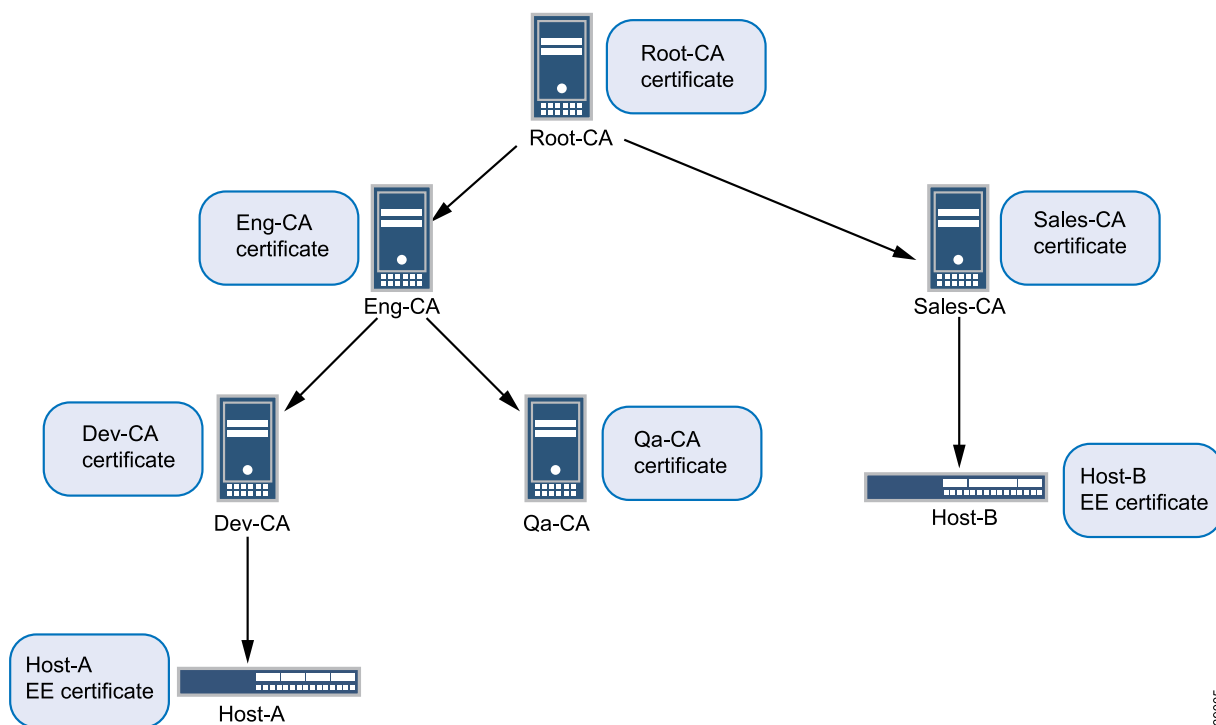 Root-CA
certificate
Root-CA
Eng-CA
certificate
Eng-CA
Sales-CA
certificate
Sales-CA
Dev-CA
certificate
Dev-CA
Qa-CA
certificate
Qa-CA
Host-B
EE certificate
Host-B
Host-A
EE certificate
Host-A